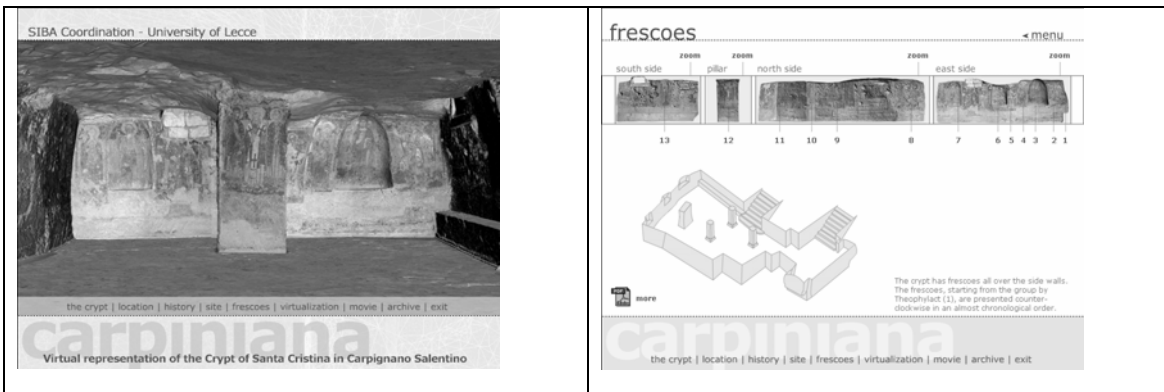 SIBA Coordination - University of Lecce
the crypt | location | history | site | frescoes | virtualization | movie | archive | exit
carpiniana
Virtual representation of the Crypt of Santa Cristina in Carpignano Salentino
frescoes
◄ menu
zoom zoom zoom zoom
south side pillar north side east side
13 12 11 10 9 8 7 6 5 4 3 2 1
The crypt has frescoes all over the side walls.
The frescoes, starting from the group by
Theophylact (1), are presented counter-
clockwise in an almost chronological order.
PDF
more
carpiniana
the crypt | location | history | site | frescoes | virtualization | movie | archive | exit